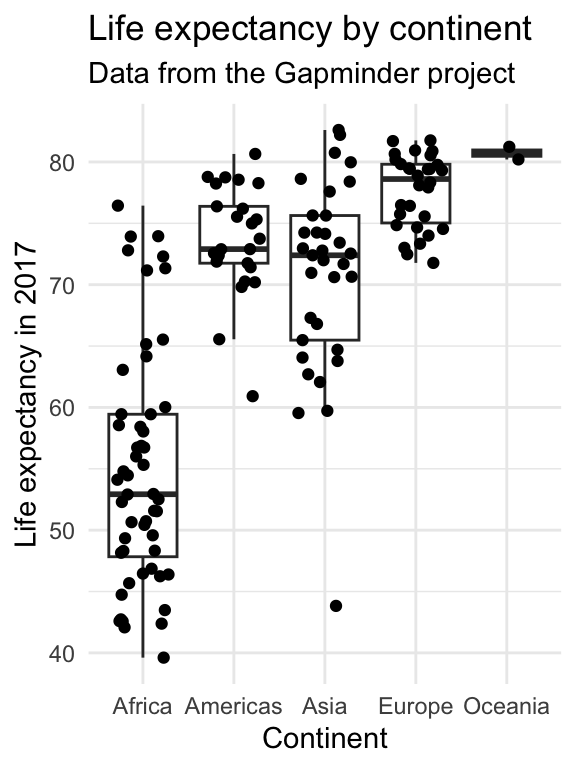 Life expectancy by continent
Data from the Gapminder project
Life expectancy in 2017
80
70
60
50
40
Africa Americas Asia Europe Oceania
Continent